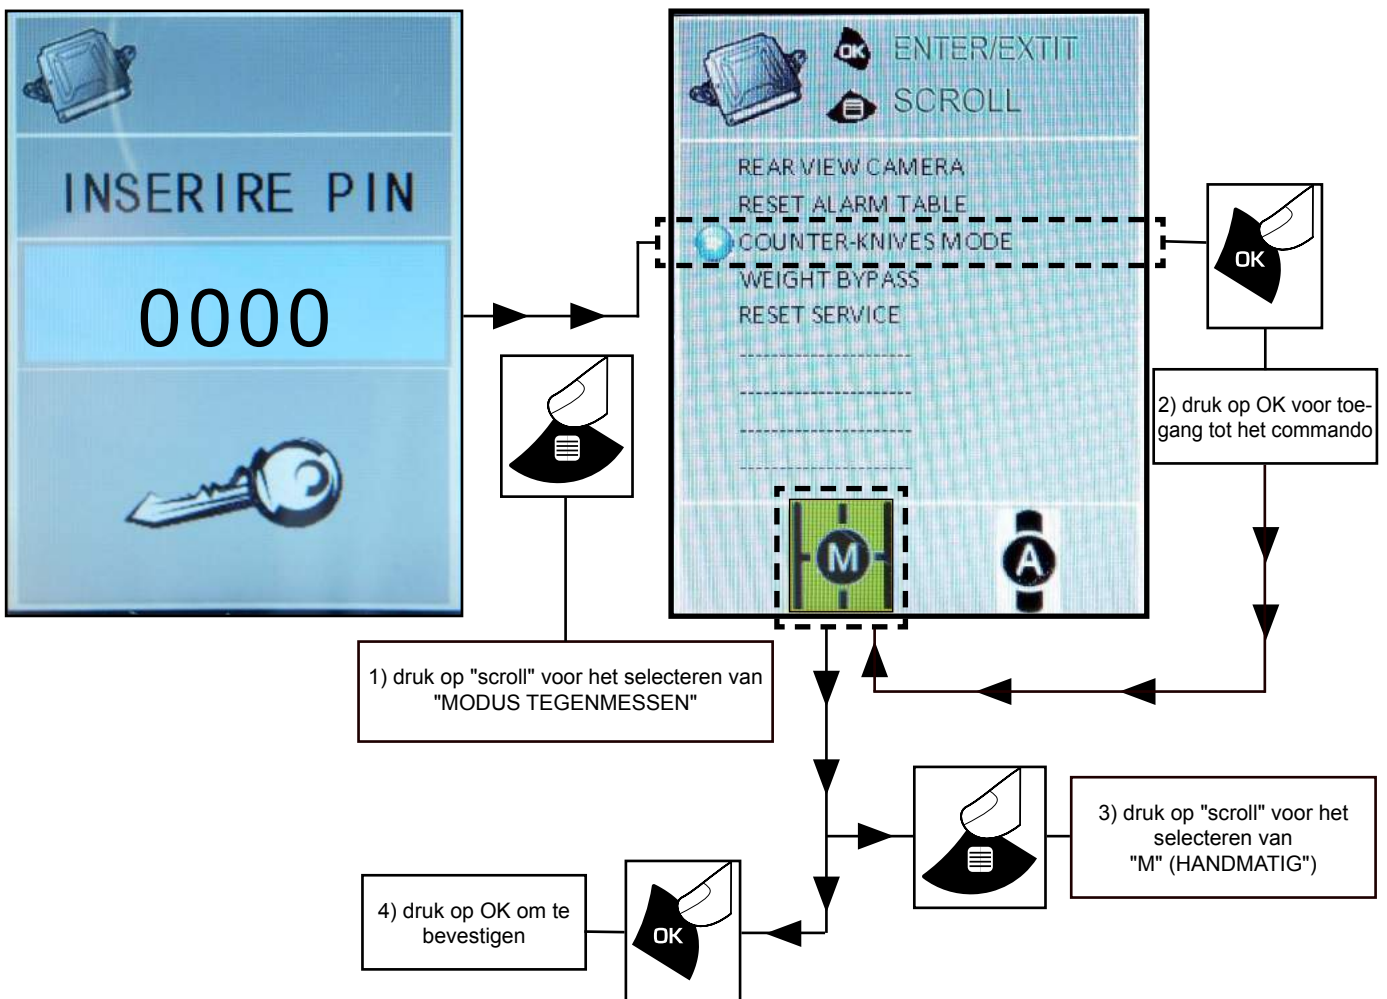 INSERIRE PIN
0000
OK ENTER/EXTIT
SCROLL
REAR VIEW CAMERA
RESET ALARM TABLE
COUNTER-KNIVES MODE
WEIGHT BYPASS
RESET SERVICE
--------------------
--------------------
--------------------
--------------------
M
A
1) druk op "scroll" voor het selecteren van
"MODUS TEGENMESSEN"
OK
2) druk op OK voor toe-
gang tot het commando
3) druk op "scroll" voor het
selecteren van
"M" (HANDMATIG")
4) druk op OK om te
bevestigen
OK